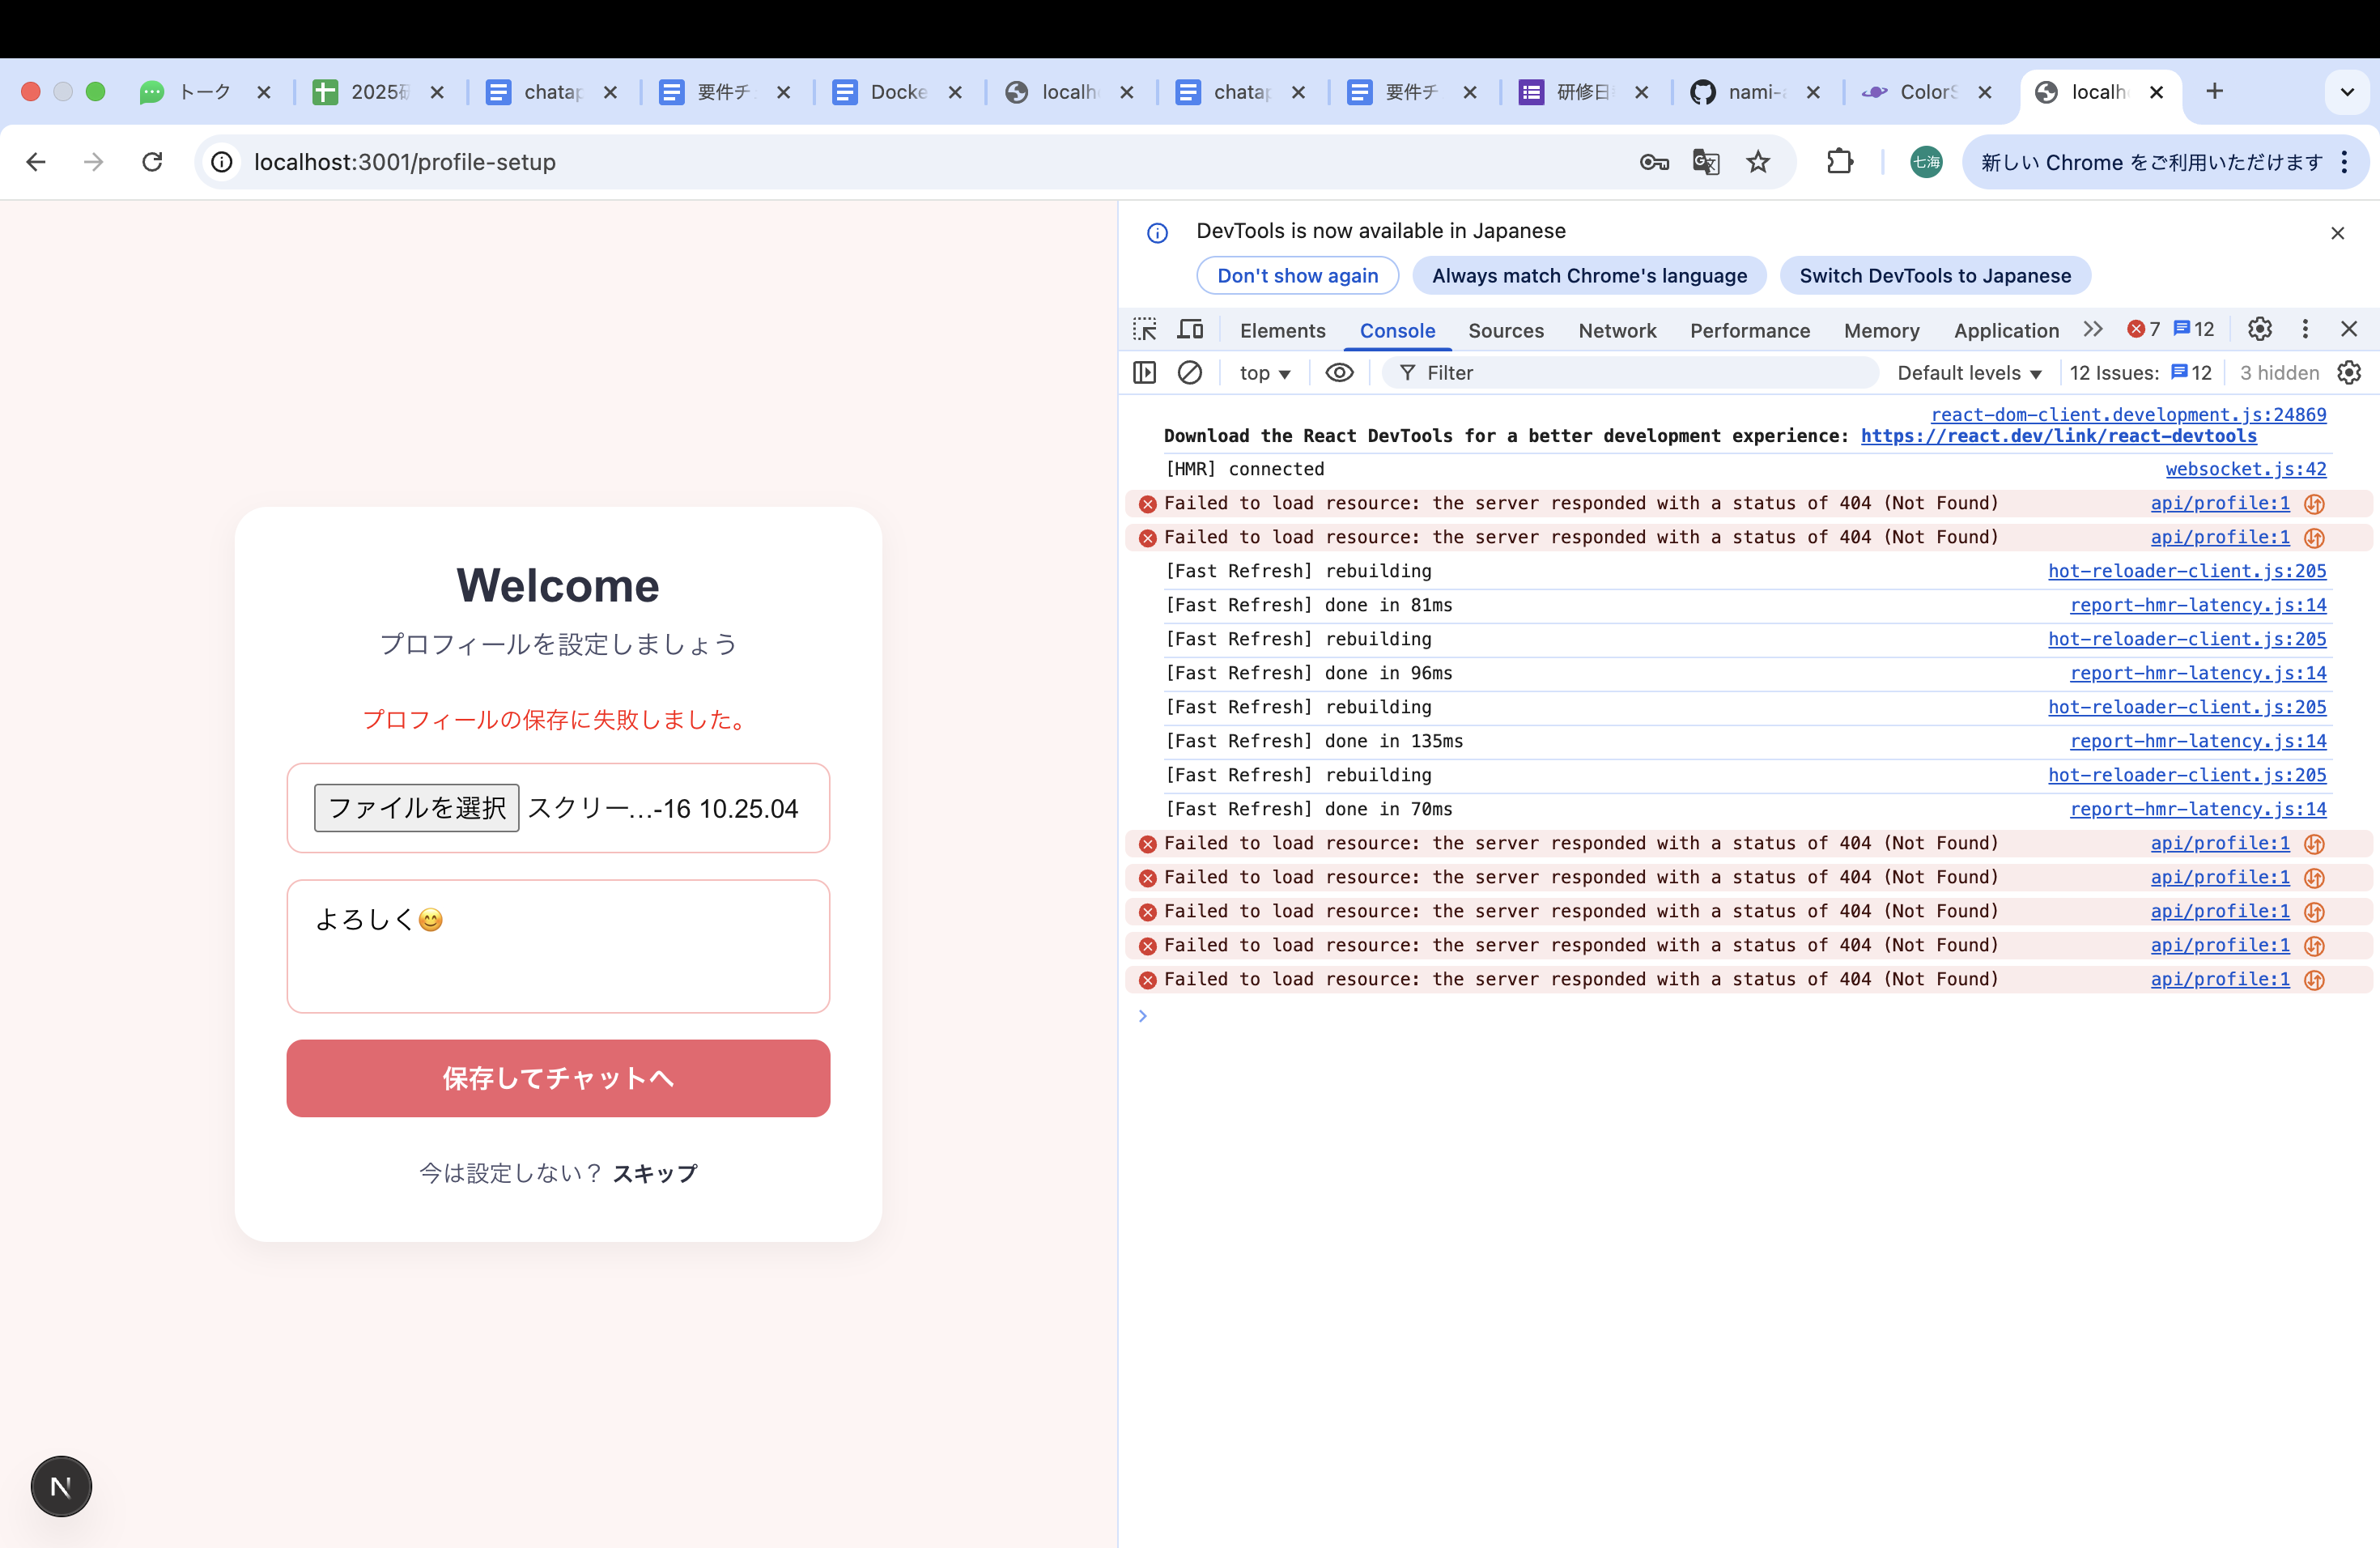 トーク
2025研
chatap
要件チ
Docke
localh
chatap
要件チ
研修日
nami-
ColorS
localh
localhost:3001/profile-setup
七海
新しい Chrome をご利用いただけます
Welcome
プロフィールを設定しましょう
プロフィールの保存に失敗しました。
ファイルを選択 スクリー…-16 10.25.04
よろしく😊
保存してチャットへ
今は設定しない？ スキップ
N
DevTools is now available in Japanese
Don't show again
Always match Chrome's language
Switch DevTools to Japanese
Elements Console Sources Network Performance Memory Application 7 12
top Filter Default levels 12 Issues: 12 3 hidden
react-dom-client.development.js:24869
Download the React DevTools for a better development experience: https://react.dev/link/react-devtools
[HMR] connected websocket.js:42
Failed to load resource: the server responded with a status of 404 (Not Found) api/profile:1
Failed to load resource: the server responded with a status of 404 (Not Found) api/profile:1
[Fast Refresh] rebuilding hot-reloader-client.js:205
[Fast Refresh] done in 81ms report-hmr-latency.js:14
[Fast Refresh] rebuilding hot-reloader-client.js:205
[Fast Refresh] done in 96ms report-hmr-latency.js:14
[Fast Refresh] rebuilding hot-reloader-client.js:205
[Fast Refresh] done in 135ms report-hmr-latency.js:14
[Fast Refresh] rebuilding hot-reloader-client.js:205
[Fast Refresh] done in 70ms report-hmr-latency.js:14
Failed to load resource: the server responded with a status of 404 (Not Found) api/profile:1
Failed to load resource: the server responded with a status of 404 (Not Found) api/profile:1
Failed to load resource: the server responded with a status of 404 (Not Found) api/profile:1
Failed to load resource: the server responded with a status of 404 (Not Found) api/profile:1
Failed to load resource: the server responded with a status of 404 (Not Found) api/profile:1